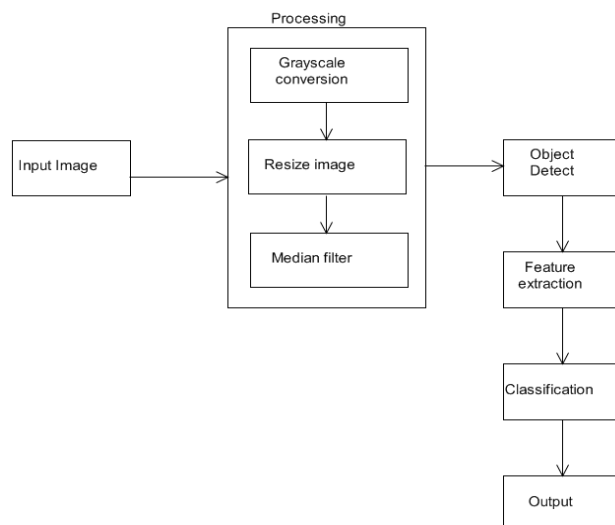 Processing
Grayscale
conversion
Input Image
Resize image
Median filter
Object
Detect
Feature
extraction
Classification
Output